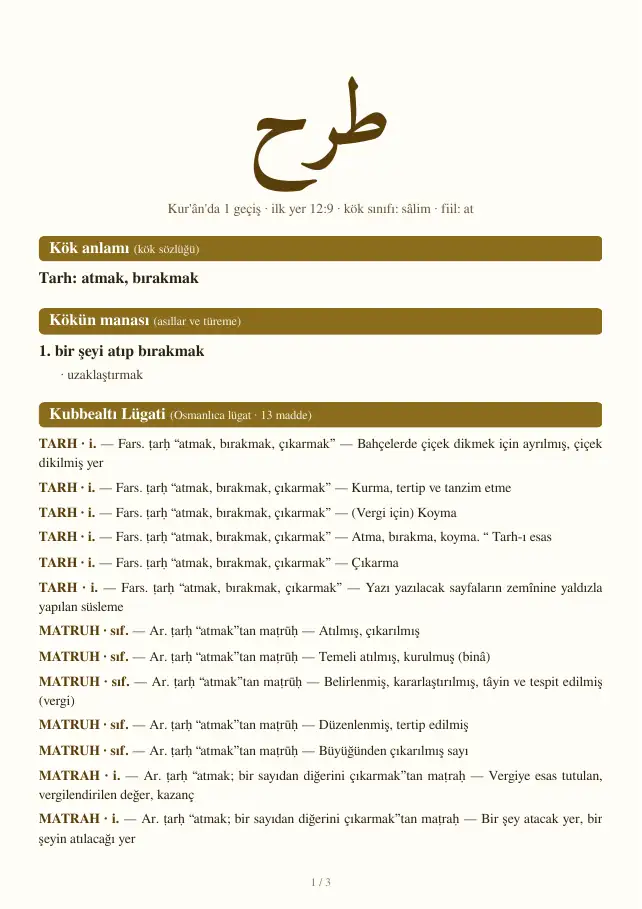 طرح
Kur'ân'da 1 geçiş · ilk yer 12:9 · kök sınıfı: sâlim · fiil: at
Kök anlamı (kök sözlüğü)
Tarh: atmak, bırakmak
Kökün manası (asıllar ve türeme)
1. bir şeyi atıp bırakmak
· uzaklaştırmak
Kubbealtı Lügati (Osmanlıca lügat · 13 madde)
TARH · i. — Fars. ṭarḥ “atmak, bırakmak, çıkarmak” — Bahçelerde çiçek dikmek için ayrılmış, çiçek
dikilmiş yer
TARH · i. — Fars. ṭarḥ “atmak, bırakmak, çıkarmak” — Kurma, tertip ve tanzim etme
TARH · i. — Fars. ṭarḥ “atmak, bırakmak, çıkarmak” — (Vergi için) Koyma
TARH · i. — Fars. ṭarḥ “atmak, bırakmak, çıkarmak” — Atma, bırakma, koyma. “ Tarh-ı esas
TARH · i. — Fars. ṭarḥ “atmak, bırakmak, çıkarmak” — Çıkarma
TARH · i. — Fars. ṭarḥ “atmak, bırakmak, çıkarmak” — Yazı yazılacak sayfaların zemînine yaldızla
yapılan süsleme
MATRUH · sıf. — Ar. ṭarḥ “atmak”tan maṭrūḥ — Atılmış, çıkarılmış
MATRUH · sıf. — Ar. ṭarḥ “atmak”tan maṭrūḥ — Temeli atılmış, kurulmuş (binâ)
MATRUH · sıf. — Ar. ṭarḥ “atmak”tan maṭrūḥ — Belirlenmiş, kararlaştırılmış, tâyin ve tespit edilmiş
(vergi)
MATRUH · sıf. — Ar. ṭarḥ “atmak”tan maṭrūḥ — Düzenlenmiş, tertip edilmiş
MATRUH · sıf. — Ar. ṭarḥ “atmak”tan maṭrūḥ — Büyüğünden çıkarılmış sayı
MATRAH · i. — Ar. ṭarḥ “atmak; bir sayıdan diğerini çıkarmak”tan maṭraḥ — Vergiye esas tutulan,
vergilendirilen değer, kazanç
MATRAH · i. — Ar. ṭarḥ “atmak; bir sayıdan diğerini çıkarmak”tan maṭraḥ — Bir şey atacak yer, bir
şeyin atılacağı yer
1 / 3